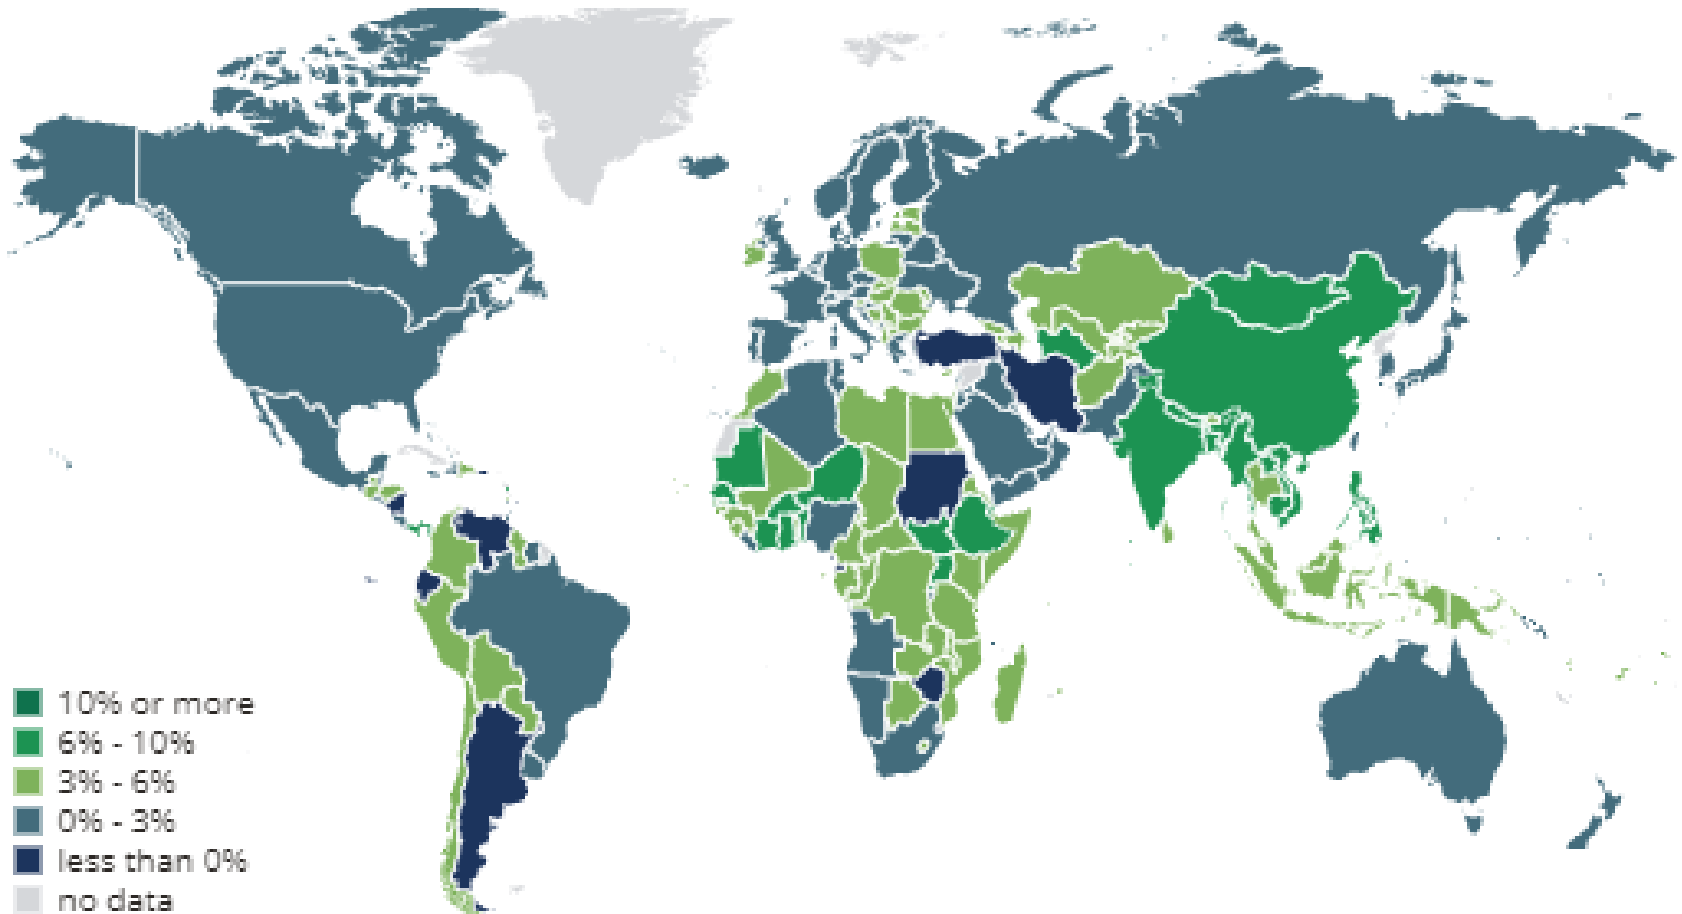 10% or more
6% - 10%
3% - 6%
0% - 3%
less than 0%
no data